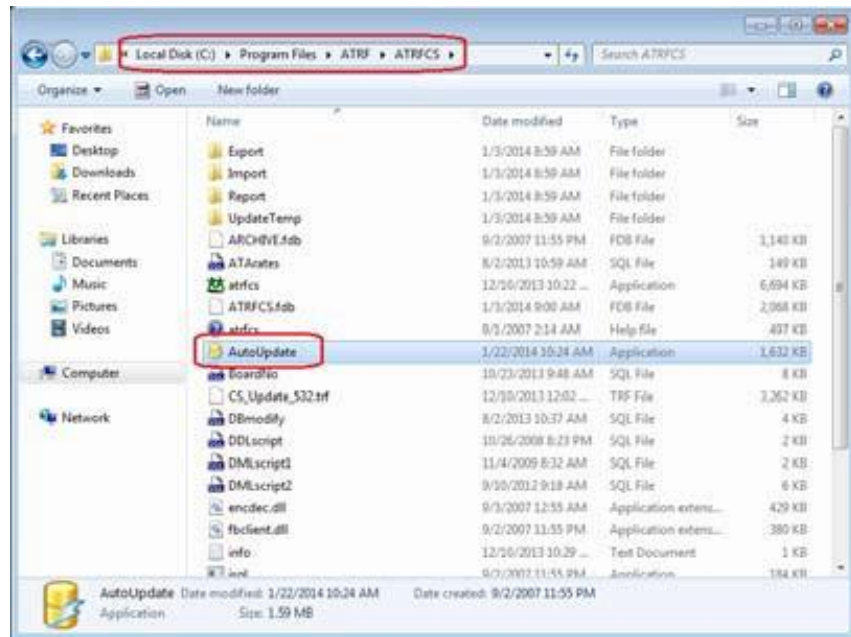 Local Disk (C:) ▸ Program Files ▸ ATRF ▸ ATRFCS ▸
Search ATRFCS
Organize Open New folder
Name Date modified Type Size
Favorites
Desktop
Downloads
Recent Places
Libraries
Documents
Music
Pictures
Videos
Computer
Network
Export 1/3/2014 8:59 AM File folder
Import 1/3/2014 8:59 AM File folder
Report 1/3/2014 8:59 AM File folder
UpdateTemp 1/3/2014 8:59 AM File folder
ARCHIVE.fdb 9/2/2007 11:55 PM FDB File 1,140 KB
ATArates 8/2/2013 10:59 AM SQL File 149 KB
atrfcs 12/10/2013 10:22 ... Application 6,694 KB
ATRFCS.fdb 1/3/2014 9:00 AM FDB File 2,068 KB
atrfcs 9/1/2007 2:14 AM Help file 497 KB
AutoUpdate 1/22/2014 10:24 AM Application 1,632 KB
BoardNo 10/23/2013 9:48 AM SQL File 8 KB
CS_Update_532.trf 12/10/2013 12:02 ... TRF File 3,262 KB
DBmodify 8/2/2013 10:37 AM SQL File 4 KB
DDLscript 10/26/2008 8:23 PM SQL File 2 KB
DMLscript1 11/4/2009 8:32 AM SQL File 2 KB
DMLscript2 9/10/2012 9:18 AM SQL File 6 KB
encdec.dll 9/3/2007 12:55 AM Application extens... 429 KB
fbclient.dll 9/2/2007 11:55 PM Application extens... 380 KB
info 12/10/2013 10:29 ... Text Document 1 KB
9/2/2007 11:55 PM Application 184 KB
AutoUpdate Date modified: 1/22/2014 10:24 AM Date created: 9/2/2007 11:55 PM
Application Size: 1.59 MB